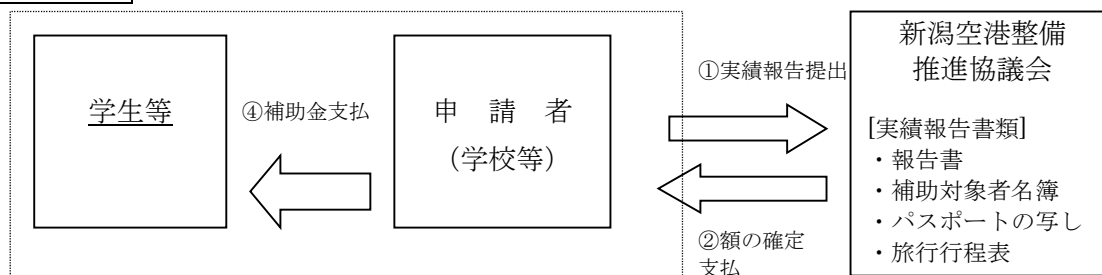 学生等
④補助金支払
申　請　者
（学校等）
①実績報告提出
②額の確定
支払
新潟空港整備
推進協議会
[実績報告書類]
・報告書
・補助対象者名簿
・パスポートの写し
・旅行行程表